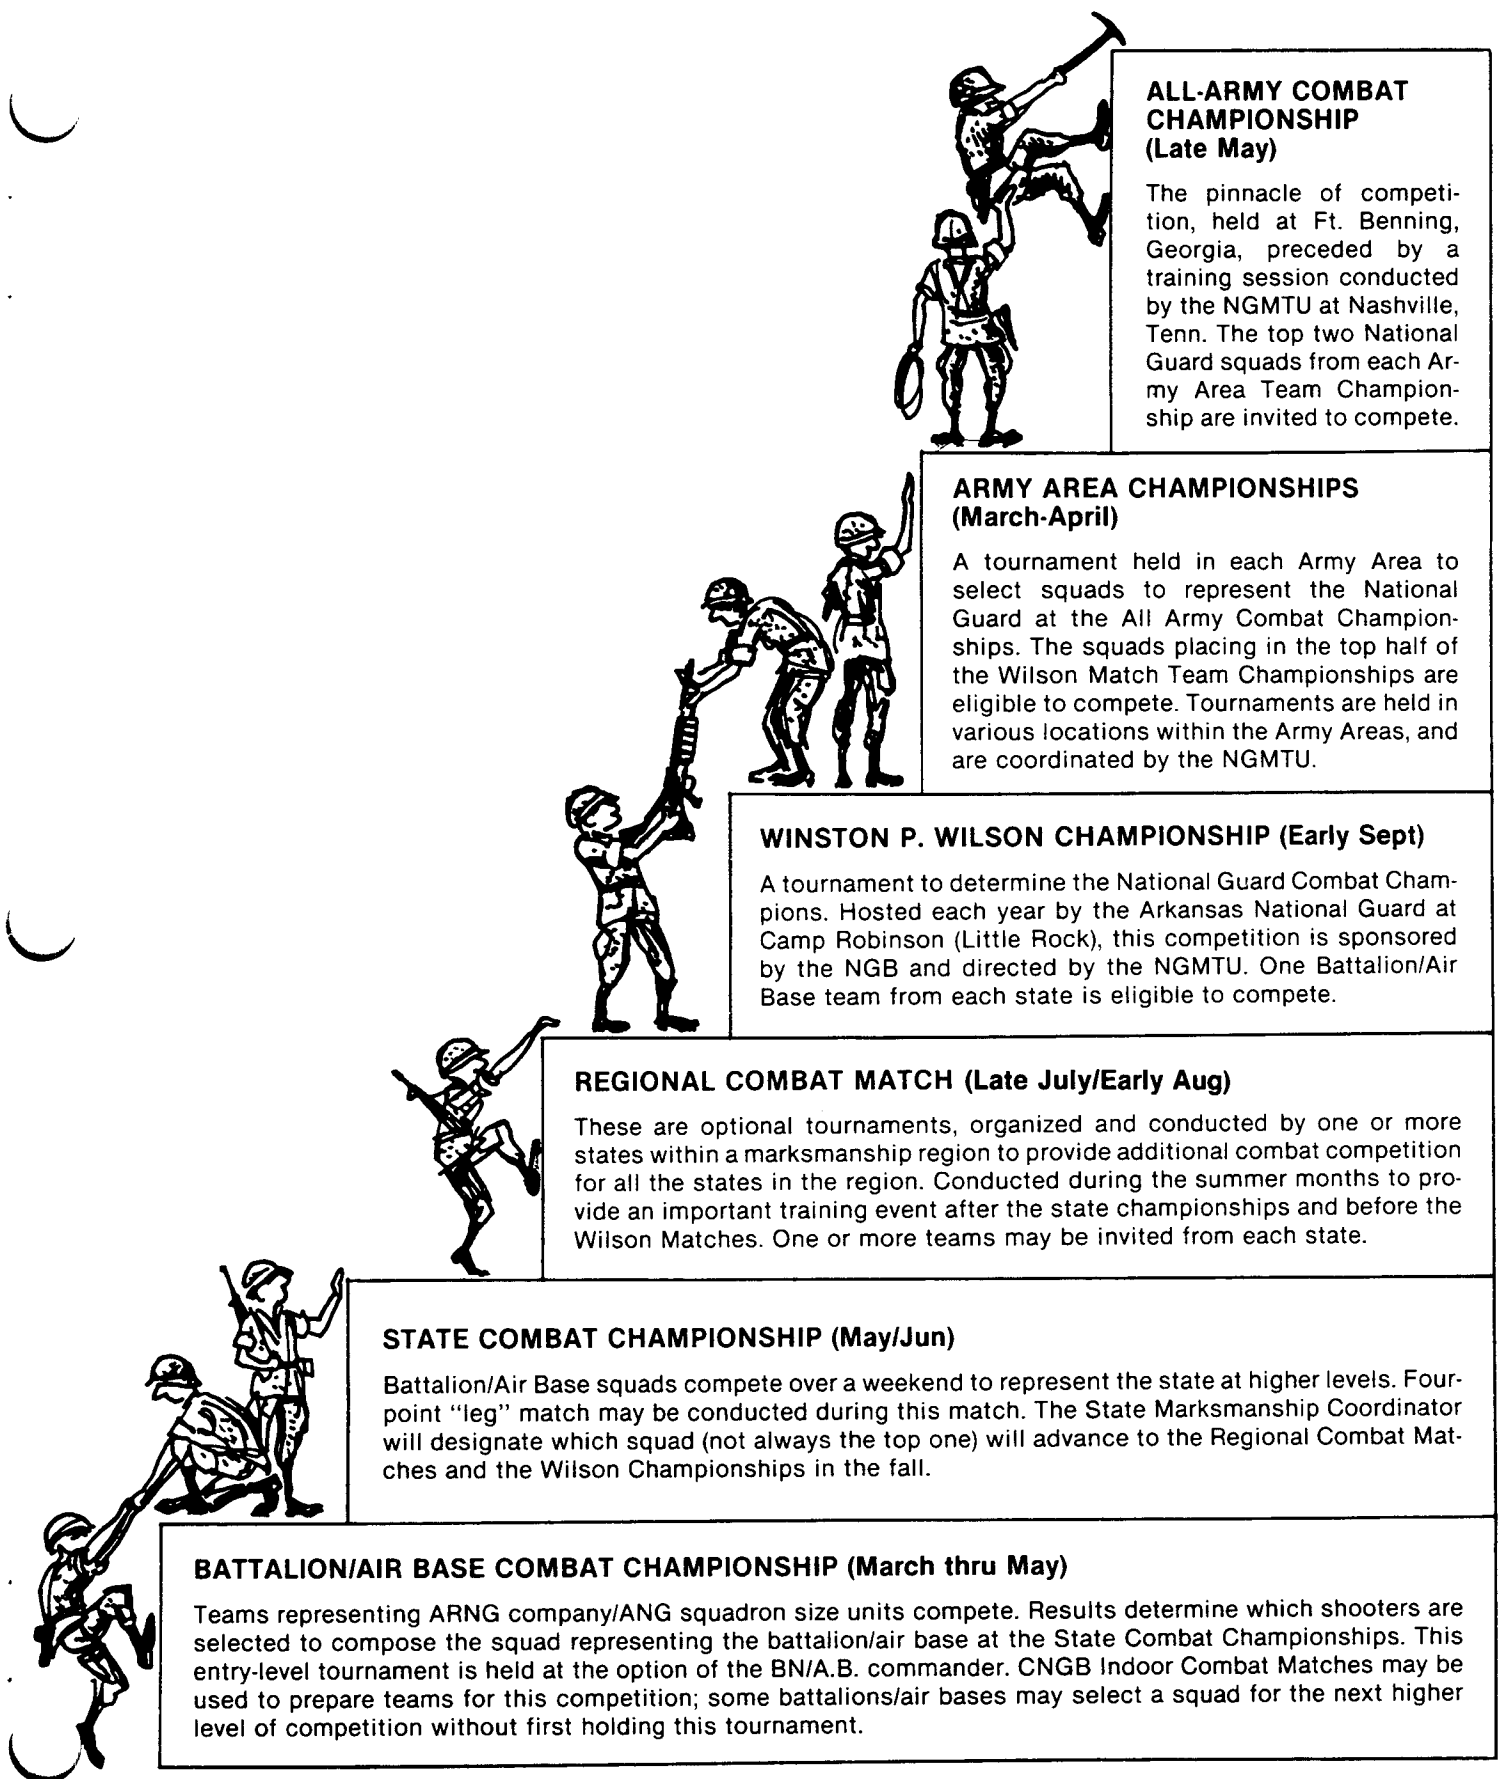 ALL-ARMY COMBAT
CHAMPIONSHIP
(Late May)
The pinnacle of competi-
tion, held at Ft. Benning,
Georgia, preceded by a
training session conducted
by the NGMTU at Nashville,
Tenn. The top two National
Guard squads from each Ar-
my Area Team Champion-
ship are invited to compete.
ARMY AREA CHAMPIONSHIPS
(March-April)
A tournament held in each Army Area to
select squads to represent the National
Guard at the All Army Combat Champion-
ships. The squads placing in the top half of
the Wilson Match Team Championships are
eligible to compete. Tournaments are held in
various locations within the Army Areas, and
are coordinated by the NGMTU.
WINSTON P. WILSON CHAMPIONSHIP (Early Sept)
A tournament to determine the National Guard Combat Cham-
pions. Hosted each year by the Arkansas National Guard at
Camp Robinson (Little Rock), this competition is sponsored
by the NGB and directed by the NGMTU. One Battalion/Air
Base team from each state is eligible to compete.
REGIONAL COMBAT MATCH (Late July/Early Aug)
These are optional tournaments, organized and conducted by one or more
states within a marksmanship region to provide additional combat competition
for all the states in the region. Conducted during the summer months to pro-
vide an important training event after the state championships and before the
Wilson Matches. One or more teams may be invited from each state.
STATE COMBAT CHAMPIONSHIP (May/Jun)
Battalion/Air Base squads compete over a weekend to represent the state at higher levels. Four-
point "leg" match may be conducted during this match. The State Marksmanship Coordinator
will designate which squad (not always the top one) will advance to the Regional Combat Mat-
ches and the Wilson Championships in the fall.
BATTALION/AIR BASE COMBAT CHAMPIONSHIP (March thru May)
Teams representing ARNG company/ANG squadron size units compete. Results determine which shooters are
selected to compose the squad representing the battalion/air base at the State Combat Championships. This
entry-level tournament is held at the option of the BN/A.B. commander. CNGB Indoor Combat Matches may be
used to prepare teams for this competition; some battalions/air bases may select a squad for the next higher
level of competition without first holding this tournament.